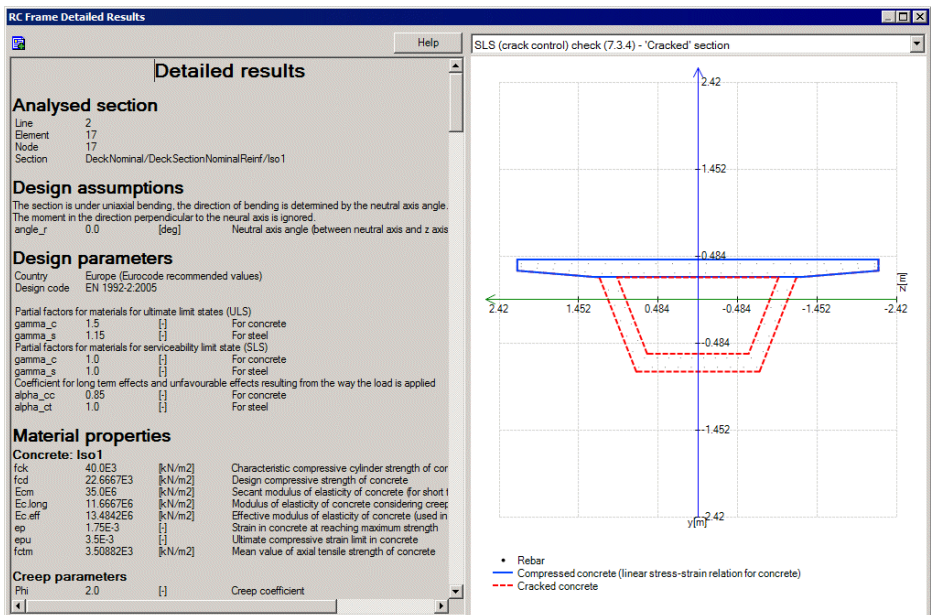 RC Frame Detailed Results
Help
Detailed results
Analysed section
Line 2
Element 17
Node 17
Section DeckNominal/DeckSectionNominalReinf/Iso1
Design assumptions
The section is under uniaxial bending, the direction of bending is determined by the neutral axis angle.
The moment in the direction perpendicular to the neural axis is ignored.
angle_r 0.0 [deg] Neutral axis angle (between neutral axis and z axis
Design parameters
Country Europe (Eurocode recommended values)
Design code EN 1992-2:2005
Partial factors for materials for ultimate limit states (ULS)
gamma_c 1.5 [-] For concrete
gamma_s 1.15 [-] For steel
Partial factors for materials for serviceability limit state (SLS)
gamma_c 1.0 [-] For concrete
gamma_s 1.0 [-] For steel
Coefficient for long term effects and unfavourable effects resulting from the way the load is applied
alpha_cc 0.85 [-] For concrete
alpha_ct 1.0 [-] For steel
Material properties
Concrete: Iso1
fck 40.0E3 [kN/m2] Characteristic compressive cylinder strength of cor
fcd 22.6667E3 [kN/m2] Design compressive strength of concrete
Ecm 35.0E6 [kN/m2] Secant modulus of elasticity of concrete (for short t
Ec.long 11.6667E6 [kN/m2] Modulus of elasticity of concrete considering creep
Ec.eff 13.4842E6 [kN/m2] Effective modulus of elasticity of concrete (used in
ep 1.75E-3 [-] Strain in concrete at reaching maximum strength
epu 3.5E-3 [-] Ultimate compressive strain limit in concrete
fctm 3.50882E3 [kN/m2] Mean value of axial tensile strength of concrete
Creep parameters
Phi 2.0 [-] Creep coefficient
SLS (crack control) check (7.3.4) - 'Cracked' section
2.42
1.452
0.484
z[m]
2.42 1.452 0.484 -0.484 -1.452 -2.42
-0.484
-1.452
-2.42
y[m]
Rebar
Compressed concrete (linear stress-strain relation for concrete)
Cracked concrete